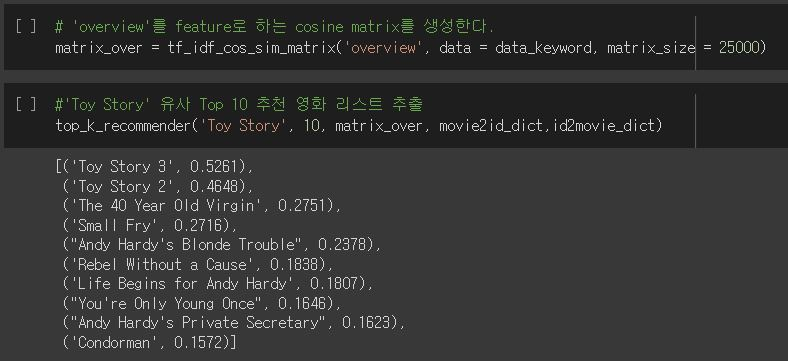 [ ] # 'overview'를 feature로 하는 cosine matrix를 생성한다.
matrix_over = tf_idf_cos_sim_matrix('overview', data = data_keyword, matrix_size = 25000)
[ ] #'Toy Story' 유사 Top 10 추천 영화 리스트 추출
top_k_recommender('Toy Story', 10, matrix_over, movie2id_dict,id2movie_dict)
[('Toy Story 3', 0.5261),
('Toy Story 2', 0.4648),
('The 40 Year Old Virgin', 0.2751),
('Small Fry', 0.2716),
("Andy Hardy's Blonde Trouble", 0.2378),
('Rebel Without a Cause', 0.1838),
('Life Begins for Andy Hardy', 0.1807),
("You're Only Young Once", 0.1646),
("Andy Hardy's Private Secretary", 0.1623),
('Condorman', 0.1572)]